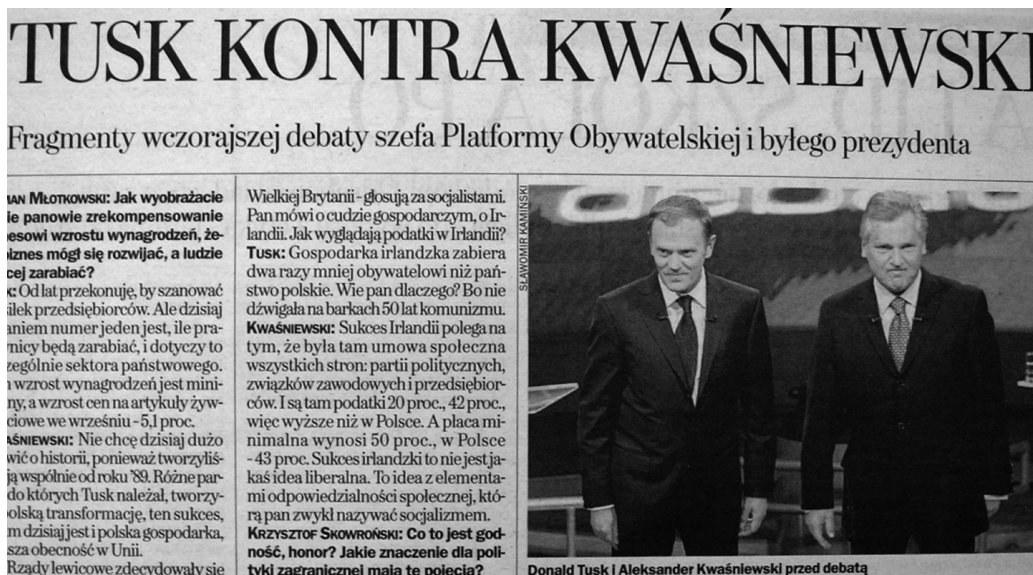 TUSK KONTRA KWAŚNIEWSKI
Fragmenty wczorajszej debaty szefa Platformy Obywatelskiej i byłego prezydenta
MŁOTKOWSKI: Jak wyobrażacie
panowie zrekompensowanie
wzrostu wynagrodzeń, że-
mógł się rozwijać, a ludzie
zarabiać?
Od lat przekonuję, by szanować
przedsiębiorców. Ale dzisiaj
numer jeden jest, ile pra-
będą zarabiać, i dotyczy to
sektora państwowego.
wzrost wynagrodzeń jest mini-
a wzrost cen na artykuły żyw-
we wrześniu - 5,1 proc.
Nie chcę dzisiaj dużo
o historii, ponieważ tworzyliś-
wspólnie od roku '89. Różne par-
do których Tusk należał, tworzy-
transformację, ten sukces,
dzisiaj jest i polska gospodarka,
obecność w Unii.
Rządy lewicowe zdecydowały się
Wielkiej Brytanii - głosują za socjalistami.
Pan mówi o cudzie gospodarczym, o Ir-
landii. Jak wyglądają podatki w Irlandii?
TUSK: Gospodarka irlandzka zabiera
dwa razy mniej obywatelowi niż pań-
stwo polskie. Wie pan dlaczego? Bo nie
dźwigała na barkach 50 lat komunizmu.
KWAŚNIEWSKI: Sukces Irlandii polega na
tym, że była tam umowa społeczna
wszystkich stron: partii politycznych,
związków zawodowych i przedsiębior-
ców. I są tam podatki 20 proc., 42 proc.,
więc wyższe niż w Polsce. A płaca mi-
nimalna wynosi 50 proc., w Polsce
- 43 proc. Sukces irlandzki to nie jest ja-
kaś idea liberalna. To idea z elementa-
mi odpowiedzialności społecznej, któ-
rą pan zwykł nazywać socjalizmem.
KRZYSZTOF SKOWROŃSKI: Co to jest god-
ność, honor? Jakie znaczenie dla poli-
tyki zagranicznej mają te pojęcia?
SŁAWOMIR KAMIŃSKI
Donald Tusk i Aleksander Kwaśniewski przed debatą